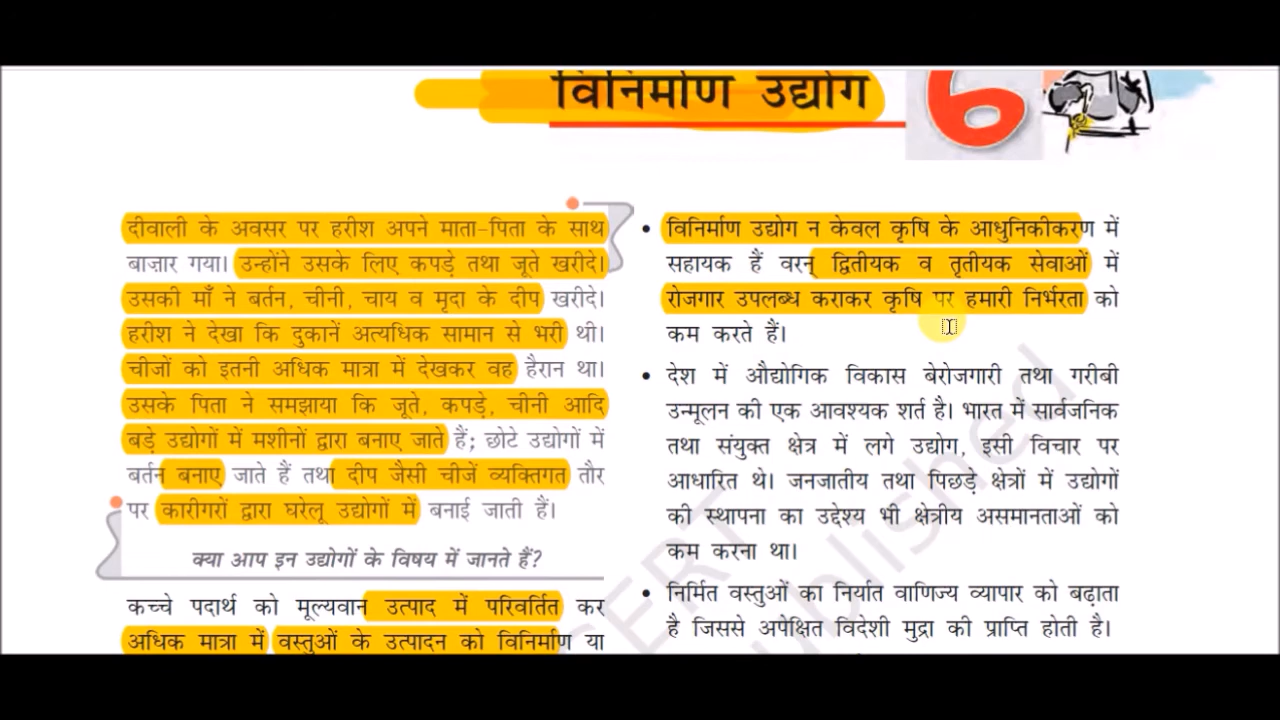 विनिर्माण उद्योग
6
दीवाली के अवसर पर हरीश अपने माता-पिता के साथ
बाज़ार गया। उन्होंने उसके लिए कपड़े तथा जूते खरीदे।
उसकी माँ ने बर्तन, चीनी, चाय व मृदा के दीप खरीदे।
हरीश ने देखा कि दुकानें अत्यधिक सामान से भरी थी।
चीजों को इतनी अधिक मात्रा में देखकर वह हैरान था।
उसके पिता ने समझाया कि जूते, कपड़े, चीनी आदि
बड़े उद्योगों में मशीनों द्वारा बनाए जाते हैं; छोटे उद्योगों में
बर्तन बनाए जाते हैं तथा दीप जैसी चीजें व्यक्तिगत तौर
पर कारीगरों द्वारा घरेलू उद्योगों में बनाई जाती हैं।
क्या आप इन उद्योगों के विषय में जानते हैं?
कच्चे पदार्थ को मूल्यवान उत्पाद में परिवर्तित कर
अधिक मात्रा में वस्तुओं के उत्पादन को विनिर्माण या
• विनिर्माण उद्योग न केवल कृषि के आधुनिकीकरण में
सहायक हैं वरन् द्वितीयक व तृतीयक सेवाओं में
रोजगार उपलब्ध कराकर कृषि पर हमारी निर्भरता को
कम करते हैं।
• देश में औद्योगिक विकास बेरोजगारी तथा गरीबी
उन्मूलन की एक आवश्यक शर्त है। भारत में सार्वजनिक
तथा संयुक्त क्षेत्र में लगे उद्योग, इसी विचार पर
आधारित थे। जनजातीय तथा पिछड़े क्षेत्रों में उद्योगों
की स्थापना का उद्देश्य भी क्षेत्रीय असमानताओं को
कम करना था।
• निर्मित वस्तुओं का निर्यात वाणिज्य व्यापार को बढ़ाता
है जिससे अपेक्षित विदेशी मुद्रा की प्राप्ति होती है।